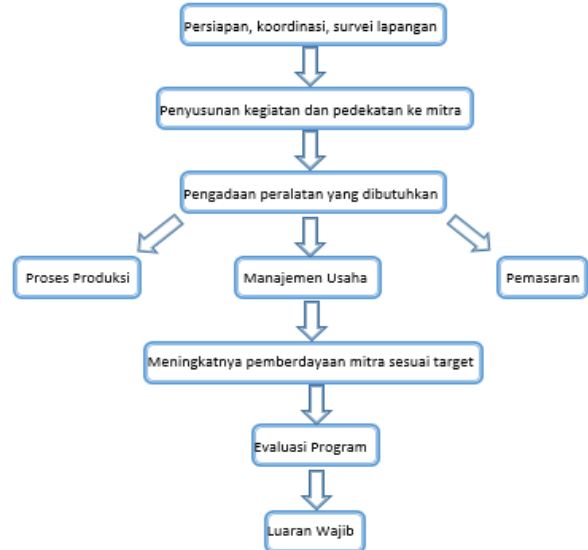 Persiapan, koordinasi, survei lapangan
Penyusunan kegiatan dan pedekatan ke mitra
Pengadaan peralatan yang dibutuhkan
Proses Produksi
Manajemen Usaha
Pemasaran
Meningkatnya pemberdayaan mitra sesuai target
Evaluasi Program
Luaran Wajib